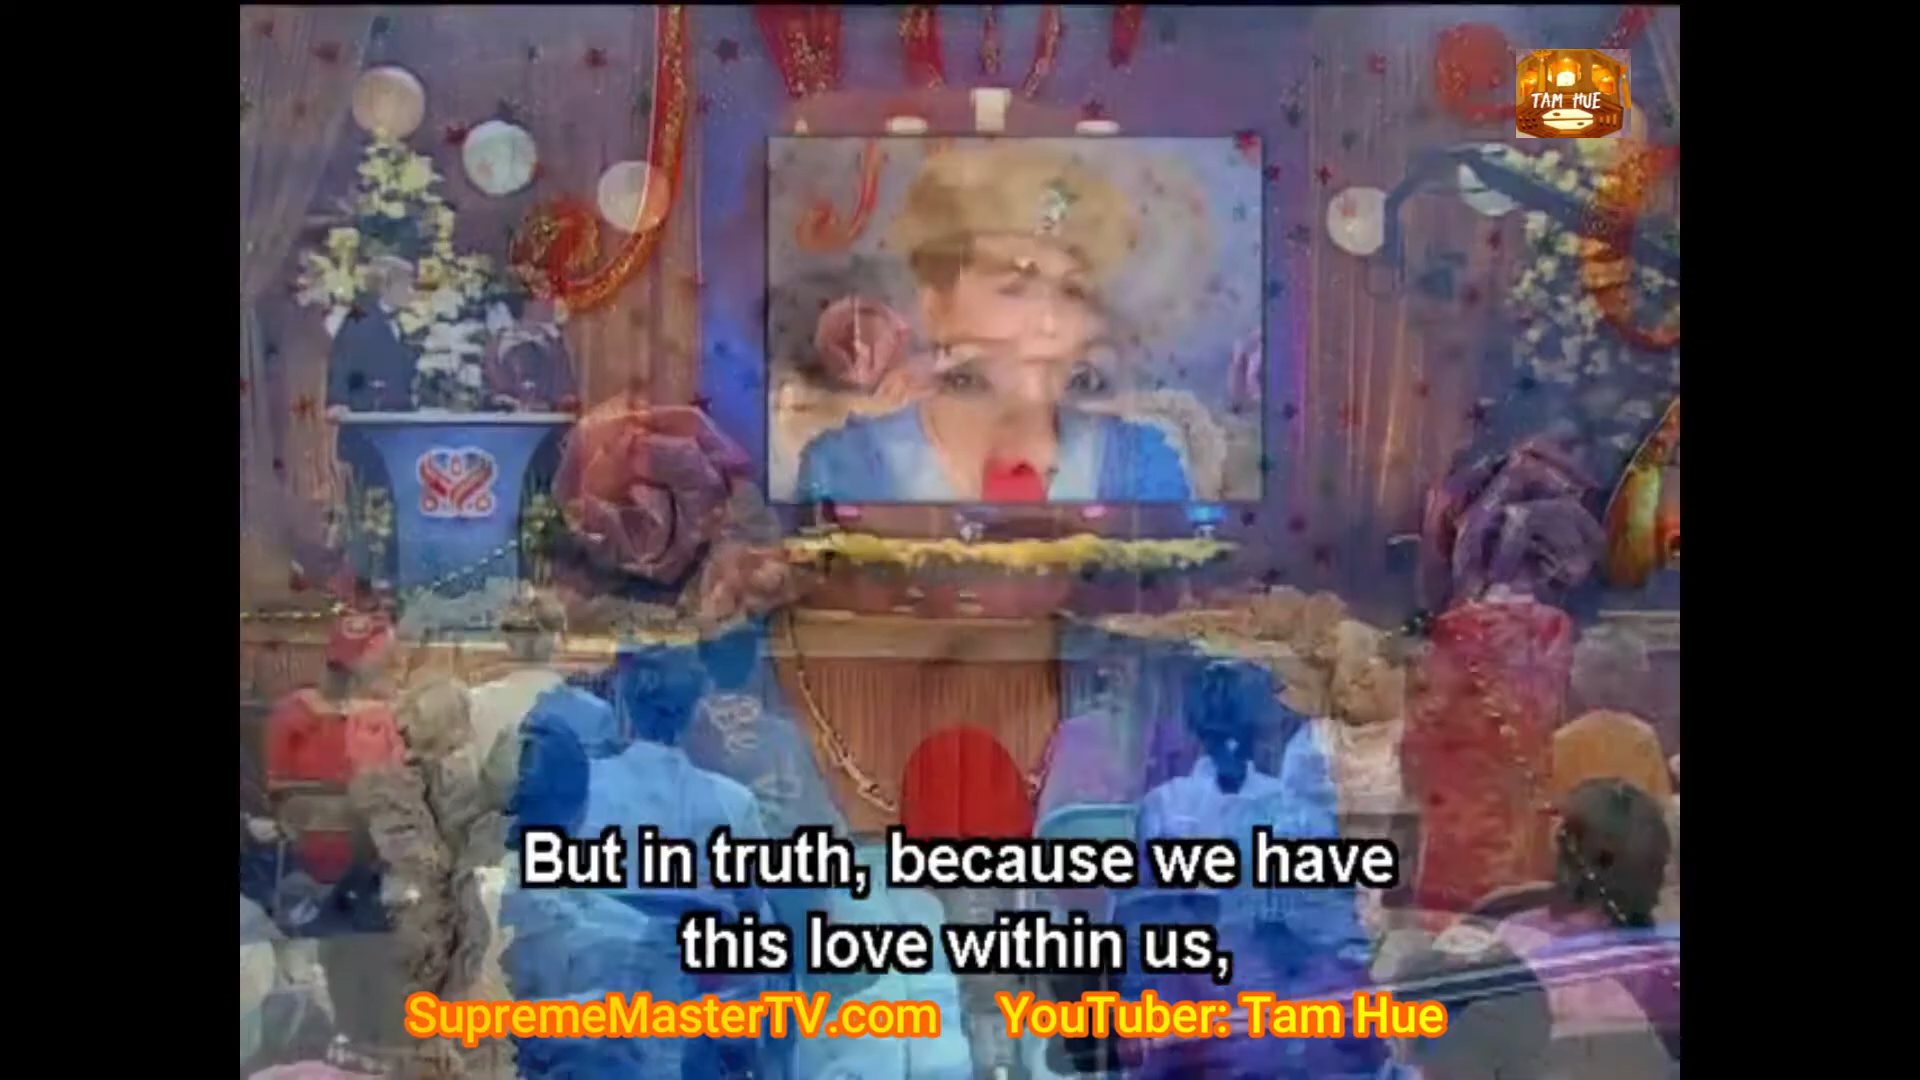 TAM HUE
But in truth, because we have
this love within us,
SupremeMasterTV.com YouTuber: Tam Hue